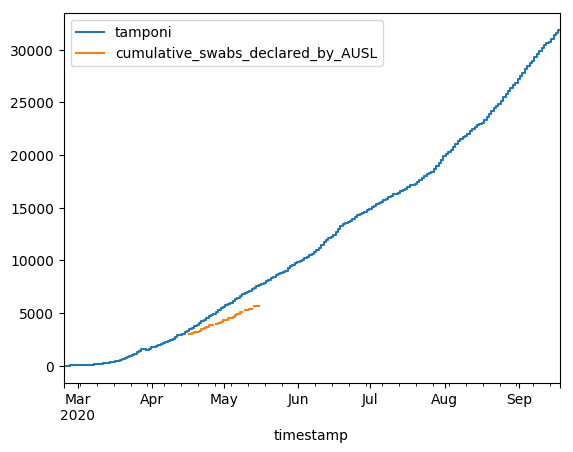 tamponi
cumulative_swabs_declared_by_AUSL
30000
25000
20000
15000
10000
5000
0
Mar Apr May Jun Jul Aug Sep
2020
timestamp